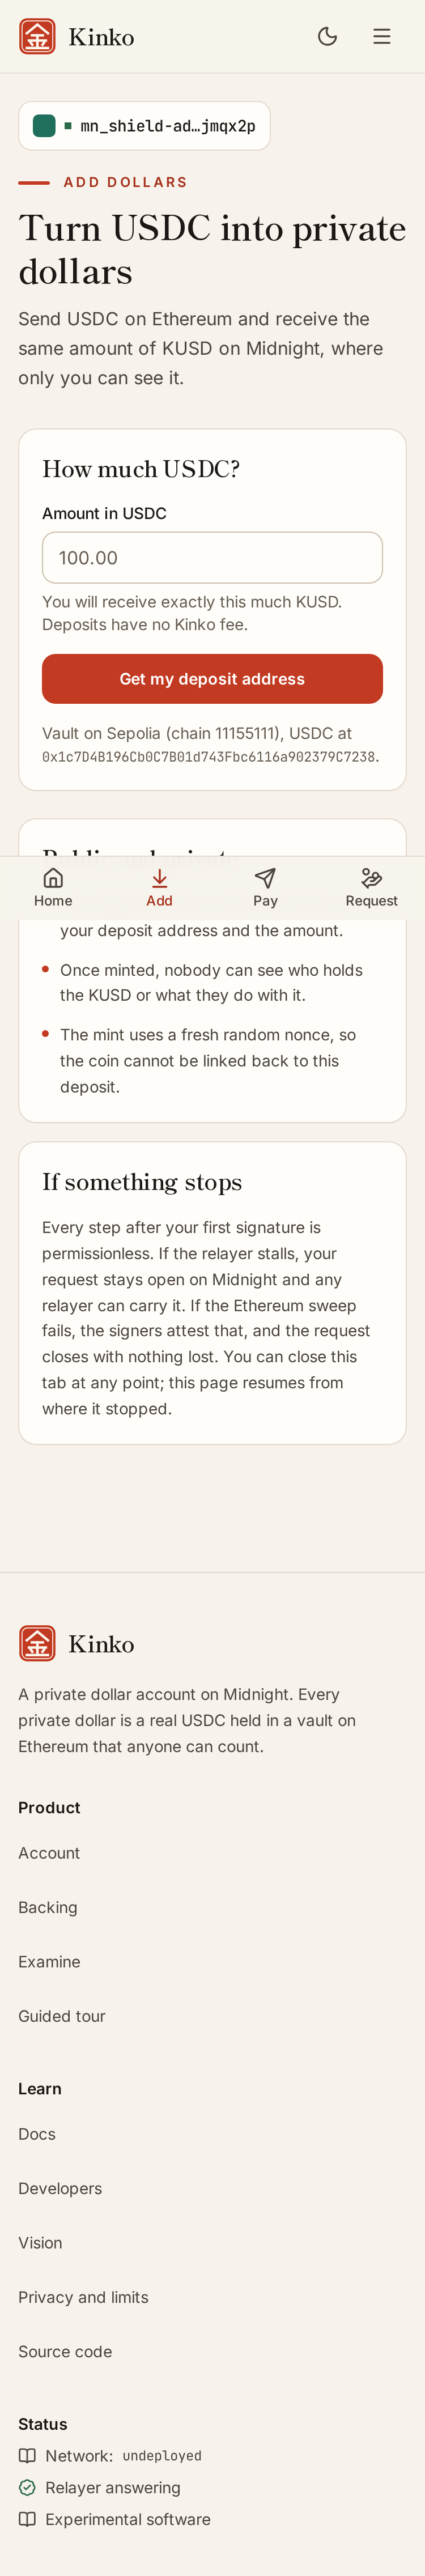 金 Kinko
mn_shield-ad…jmqx2p
ADD DOLLARS
Turn USDC into private
dollars
Send USDC on Ethereum and receive the
same amount of KUSD on Midnight, where
only you can see it.
How much USDC?
Amount in USDC
100.00
You will receive exactly this much KUSD.
Deposits have no Kinko fee.
Get my deposit address
Vault on Sepolia (chain 11155111), USDC at
0x1c7D4B196Cb0C7B01d743Fbc6116a902379C7238.
Public and private
Home Add Pay Request
your deposit address and the amount.
Once minted, nobody can see who holds
the KUSD or what they do with it.
The mint uses a fresh random nonce, so
the coin cannot be linked back to this
deposit.
If something stops
Every step after your first signature is
permissionless. If the relayer stalls, your
request stays open on Midnight and any
relayer can carry it. If the Ethereum sweep
fails, the signers attest that, and the request
closes with nothing lost. You can close this
tab at any point; this page resumes from
where it stopped.
金 Kinko
A private dollar account on Midnight. Every
private dollar is a real USDC held in a vault on
Ethereum that anyone can count.
Product
Account
Backing
Examine
Guided tour
Learn
Docs
Developers
Vision
Privacy and limits
Source code
Status
Network: undeployed
Relayer answering
Experimental software